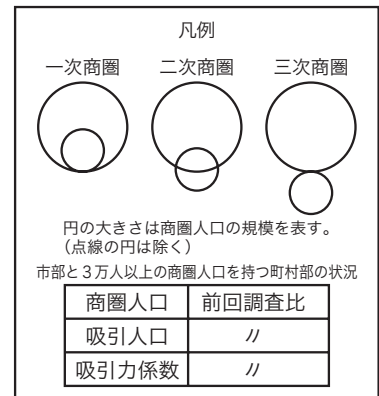 凡例
一次商圏 二次商圏 三次商圏
円の大きさは商圏人口の規模を表す。
(点線の円は除く)
市部と3万人以上の商圏人口を持つ町村部の状況
商圏人口 前回調査比
吸引人口 〃
吸引力係数 〃